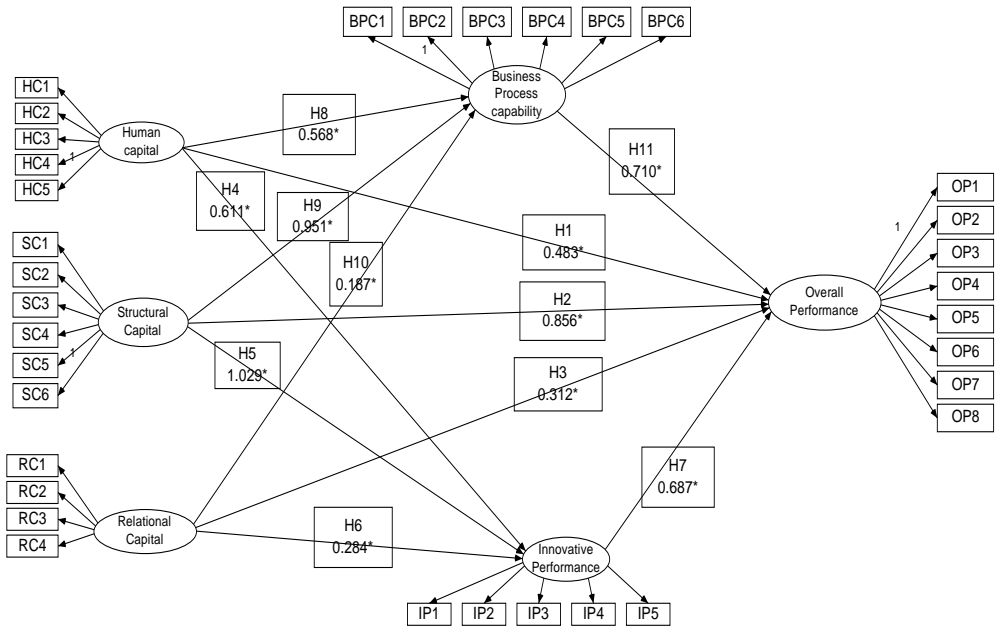 BPC1
BPC2
BPC3
BPC4
BPC5
BPC6
1
Business
Process
capability
HC1
HC2
HC3
HC4
HC5
1
Human
capital
H8
0.568*
H4
0.611*
H9
0.951*
H10
0.187*
H11
0.710*
H1
0.483*
H2
0.856*
H3
0.312*
SC1
SC2
SC3
SC4
SC5
SC6
1
Structural
Capital
H5
1.029*
OP1
OP2
OP3
OP4
OP5
OP6
OP7
OP8
1
Overall
Performance
RC1
RC2
RC3
RC4
Relational
Capital
H6
0.284*
H7
0.687*
Innovative
Performance
IP1
IP2
IP3
IP4
IP5